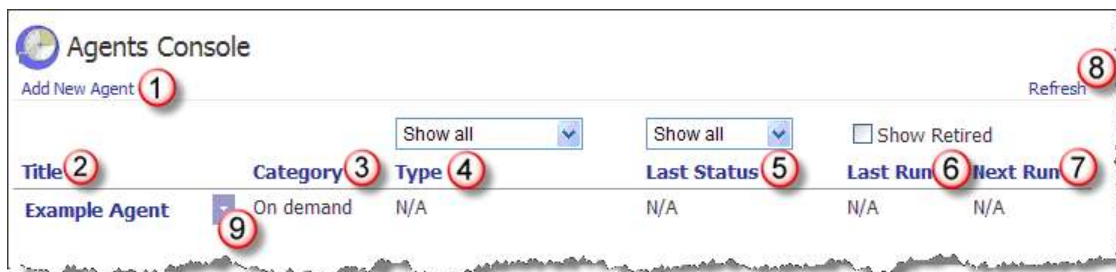 Agents Console
Add New Agent 1 Refresh 8
Show all Show all Show Retired
Title 2 Category 3 Type 4 Last Status 5 Last Run 6 Next Run 7
Example Agent 9 On demand N/A N/A N/A N/A